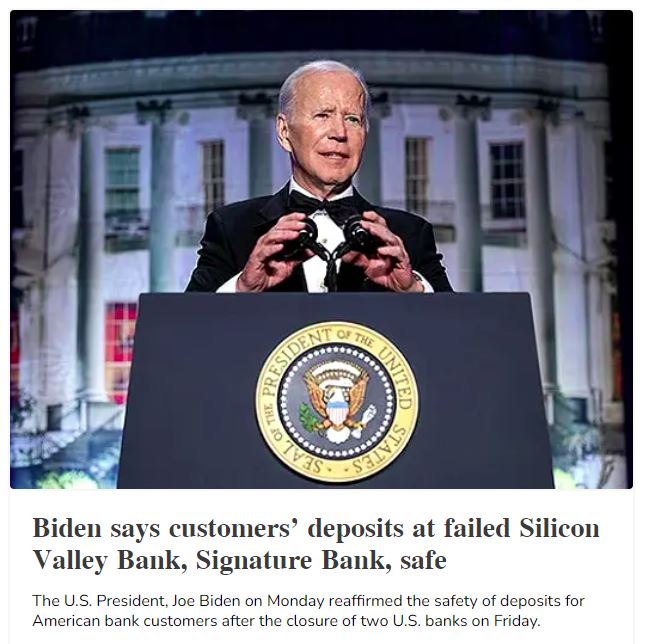 SEAL OF THE PRESIDENT OF THE UNITED STATES
Biden says customers’ deposits at failed Silicon
Valley Bank, Signature Bank, safe
The U.S. President, Joe Biden on Monday reaffirmed the safety of deposits for
American bank customers after the closure of two U.S. banks on Friday.